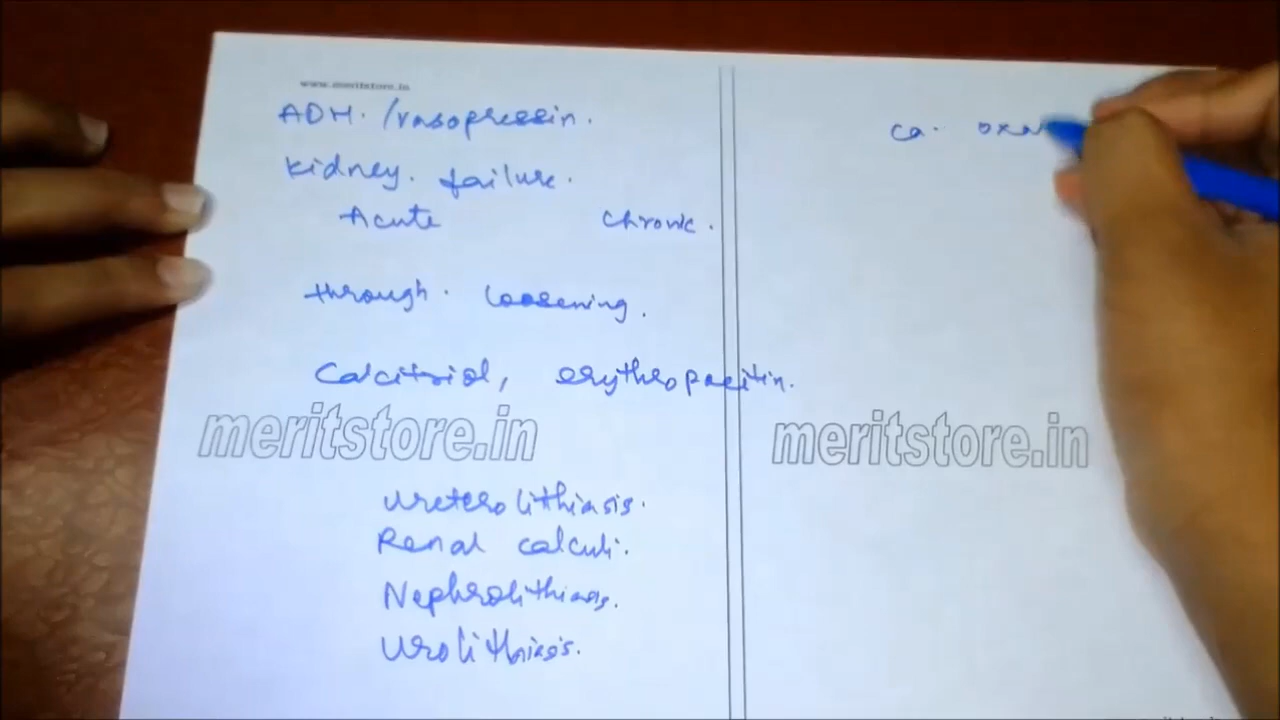 www.meritstore.in
ADH. /vasopressin.
kidney. failure.
Acute chronic.
through. loosening.
Calcitriol, erythropaeitin.
meritstore.in
Ureterolithiasis.
Renal calculi.
Nephrolithiasis.
Urolithiasis.
ca. oxa
meritstore.in